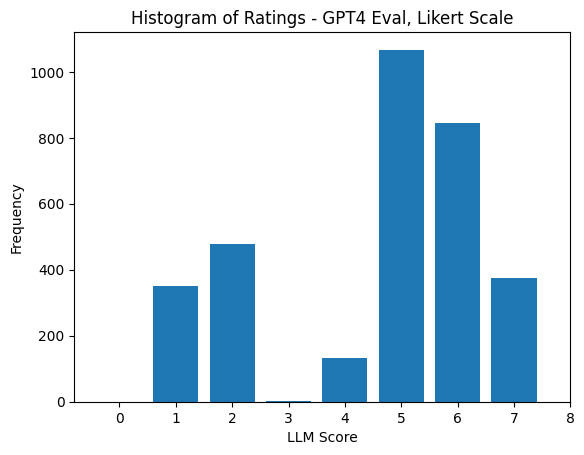 Histogram of Ratings - GPT4 Eval, Likert Scale
1000
800
600
400
200
0
Frequency
0 1 2 3 4 5 6 7 8
LLM Score